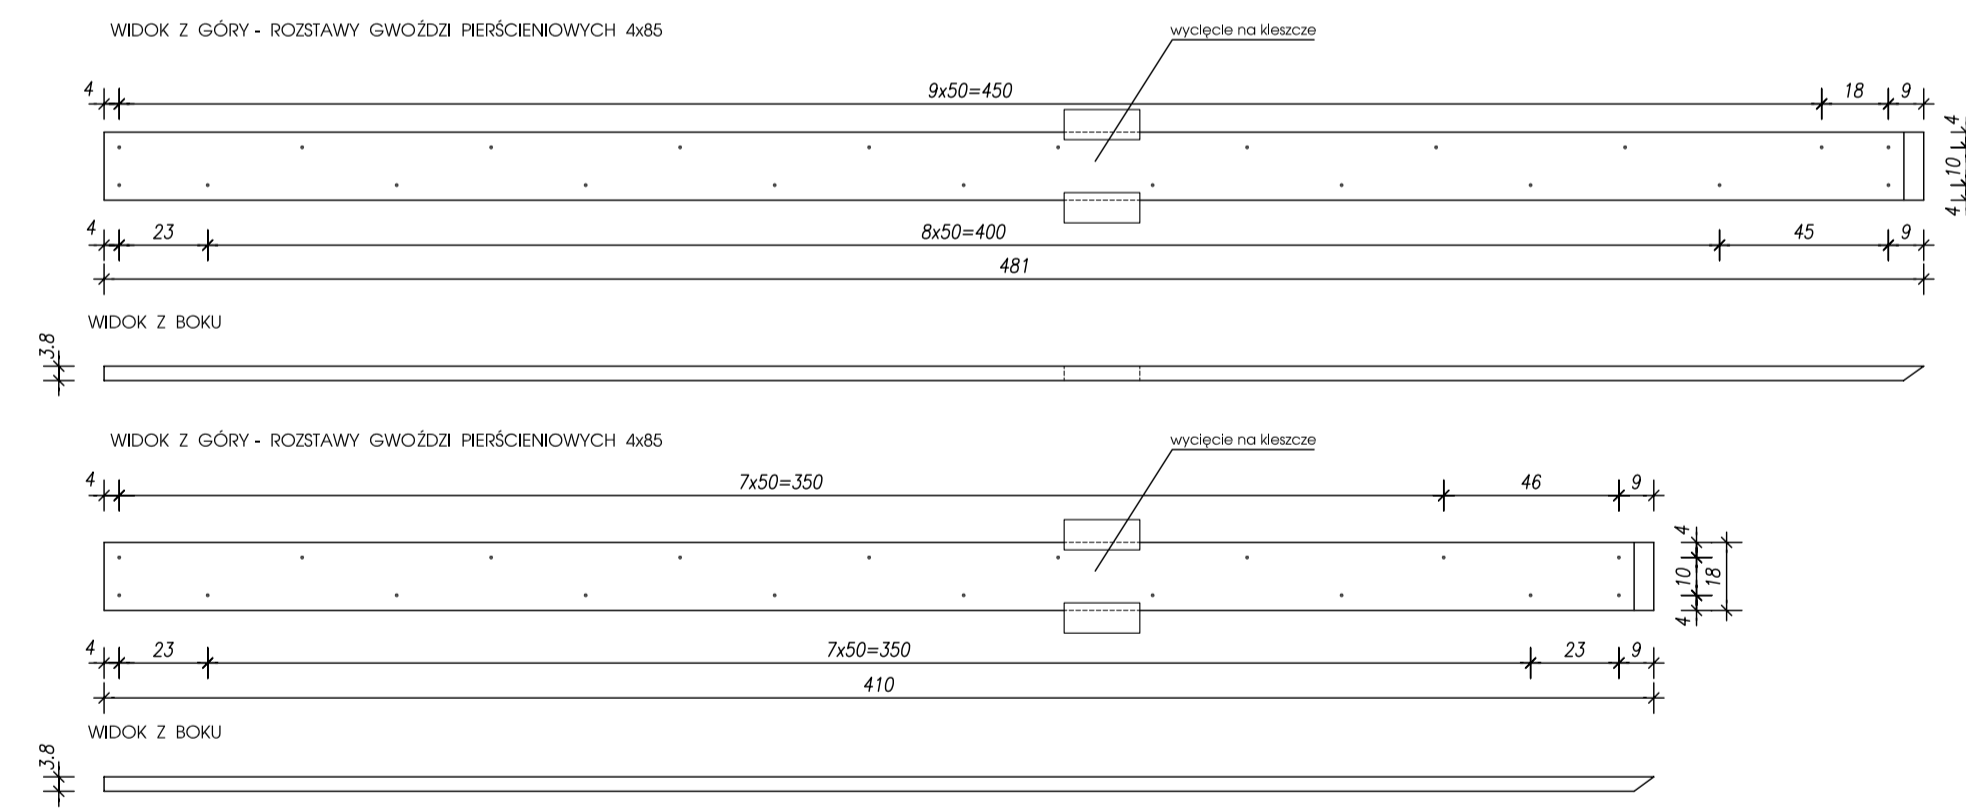 WIDOK Z GÓRY - ROZSTAWY GWOŹDZI PIERŚCIENIOWYCH 4x85
wycięcie na kleszcze
4 9x50=450 18 9
4
10
4
4 23 8x50=400 45 9
481
WIDOK Z BOKU
3.8
WIDOK Z GÓRY - ROZSTAWY GWOŹDZI PIERŚCIENIOWYCH 4x85
wycięcie na kleszcze
4 7x50=350 46 9
4
10 18
4
4 23 7x50=350 23 9
410
WIDOK Z BOKU
3.8